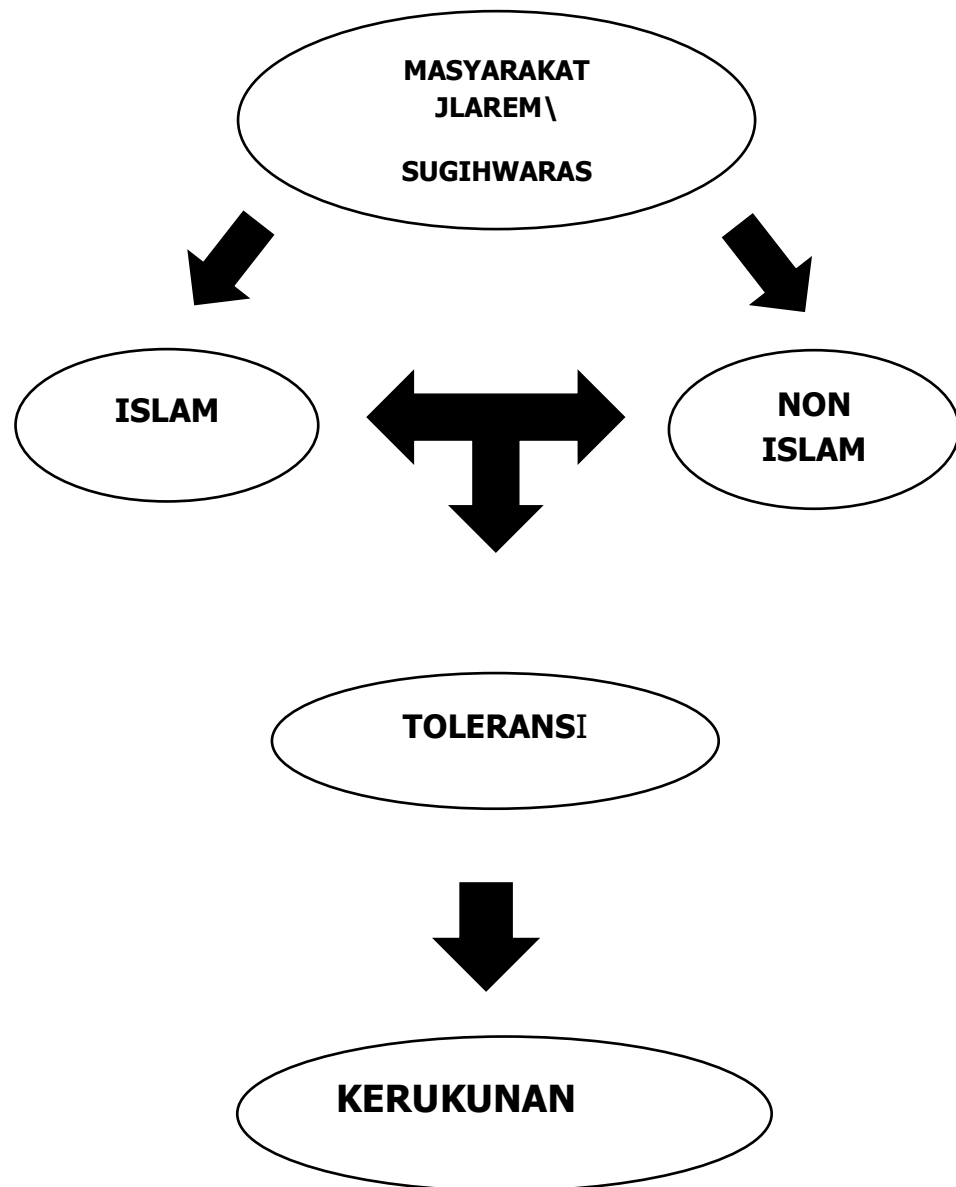 MASYARAKAT
JLAREM\
SUGIHWARAS
ISLAM
NON
ISLAM
TOLERANSI
KERUKUNAN